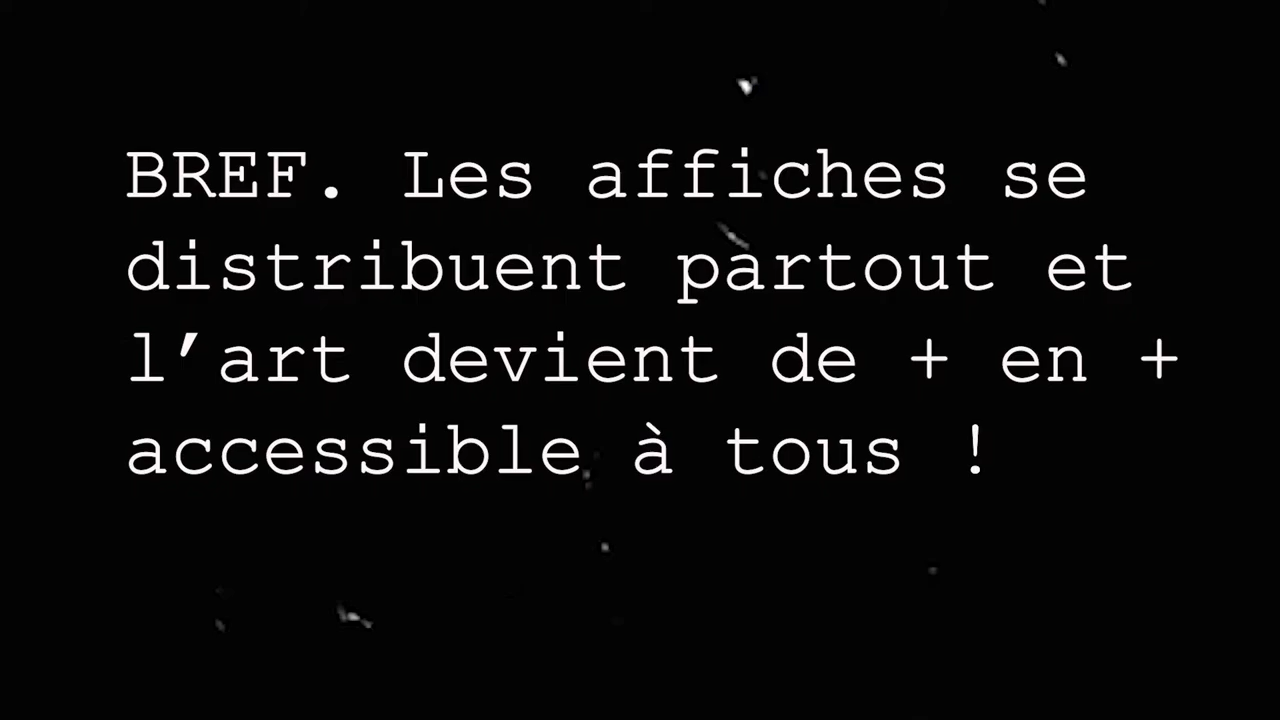 BREF. Les affiches se
distribuent partout et
l’art devient de + en +
accessible à tous !